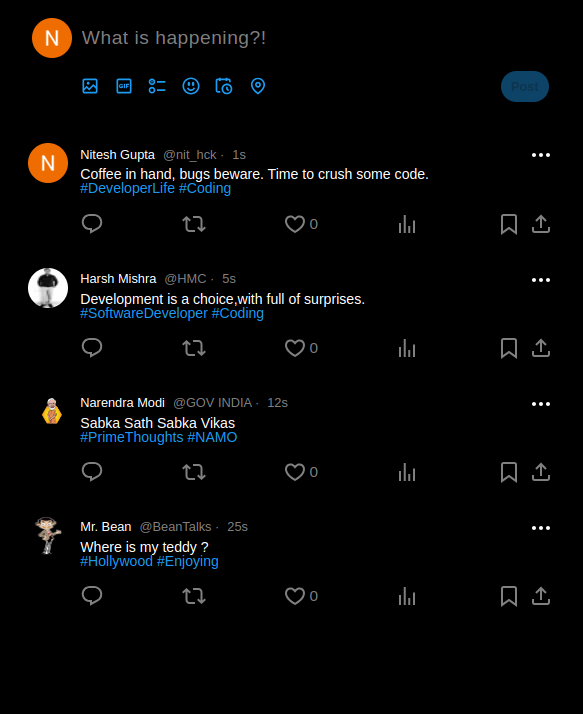 N What is happening?!
GIF Post
Nitesh Gupta @nit_hck · 1s
N
Coffee in hand, bugs beware. Time to crush some code.
#DeveloperLife #Coding
0
Harsh Mishra @HMC · 5s
Development is a choice,with full of surprises.
#SoftwareDeveloper #Coding
0
Narendra Modi @GOV INDIA · 12s
Sabka Sath Sabka Vikas
#PrimeThoughts #NAMO
0
Mr. Bean @BeanTalks · 25s
Where is my teddy ?
#Hollywood #Enjoying
0